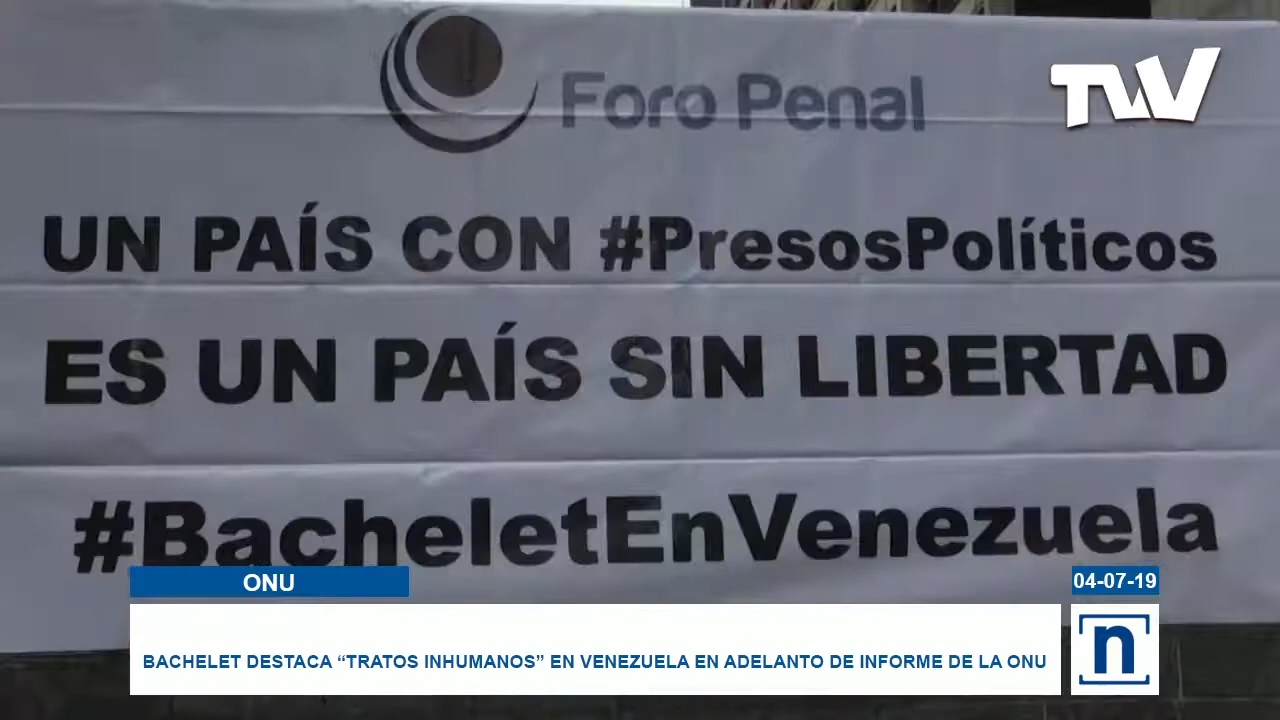 Foro Penal
TVV
UN PAÍS CON #PresosPolíticos
ES UN PAÍS SIN LIBERTAD
#BacheletEnVenezuela
ONU
04-07-19
BACHELET DESTACA “TRATOS INHUMANOS” EN VENEZUELA EN ADELANTO DE INFORME DE LA ONU
n